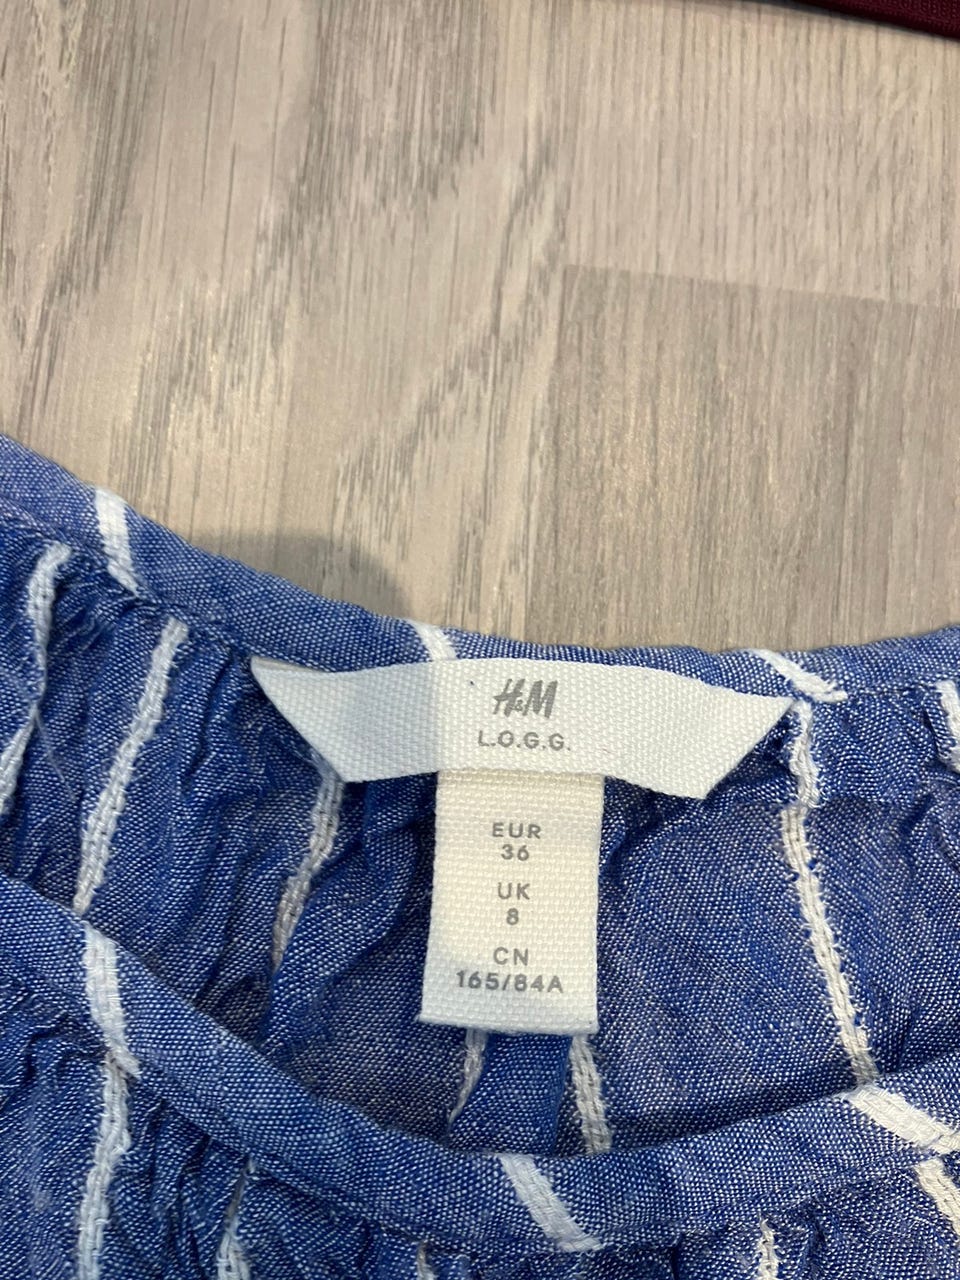 H&M
L.O.G.G.
EUR
36
UK
8
CN
165/84A